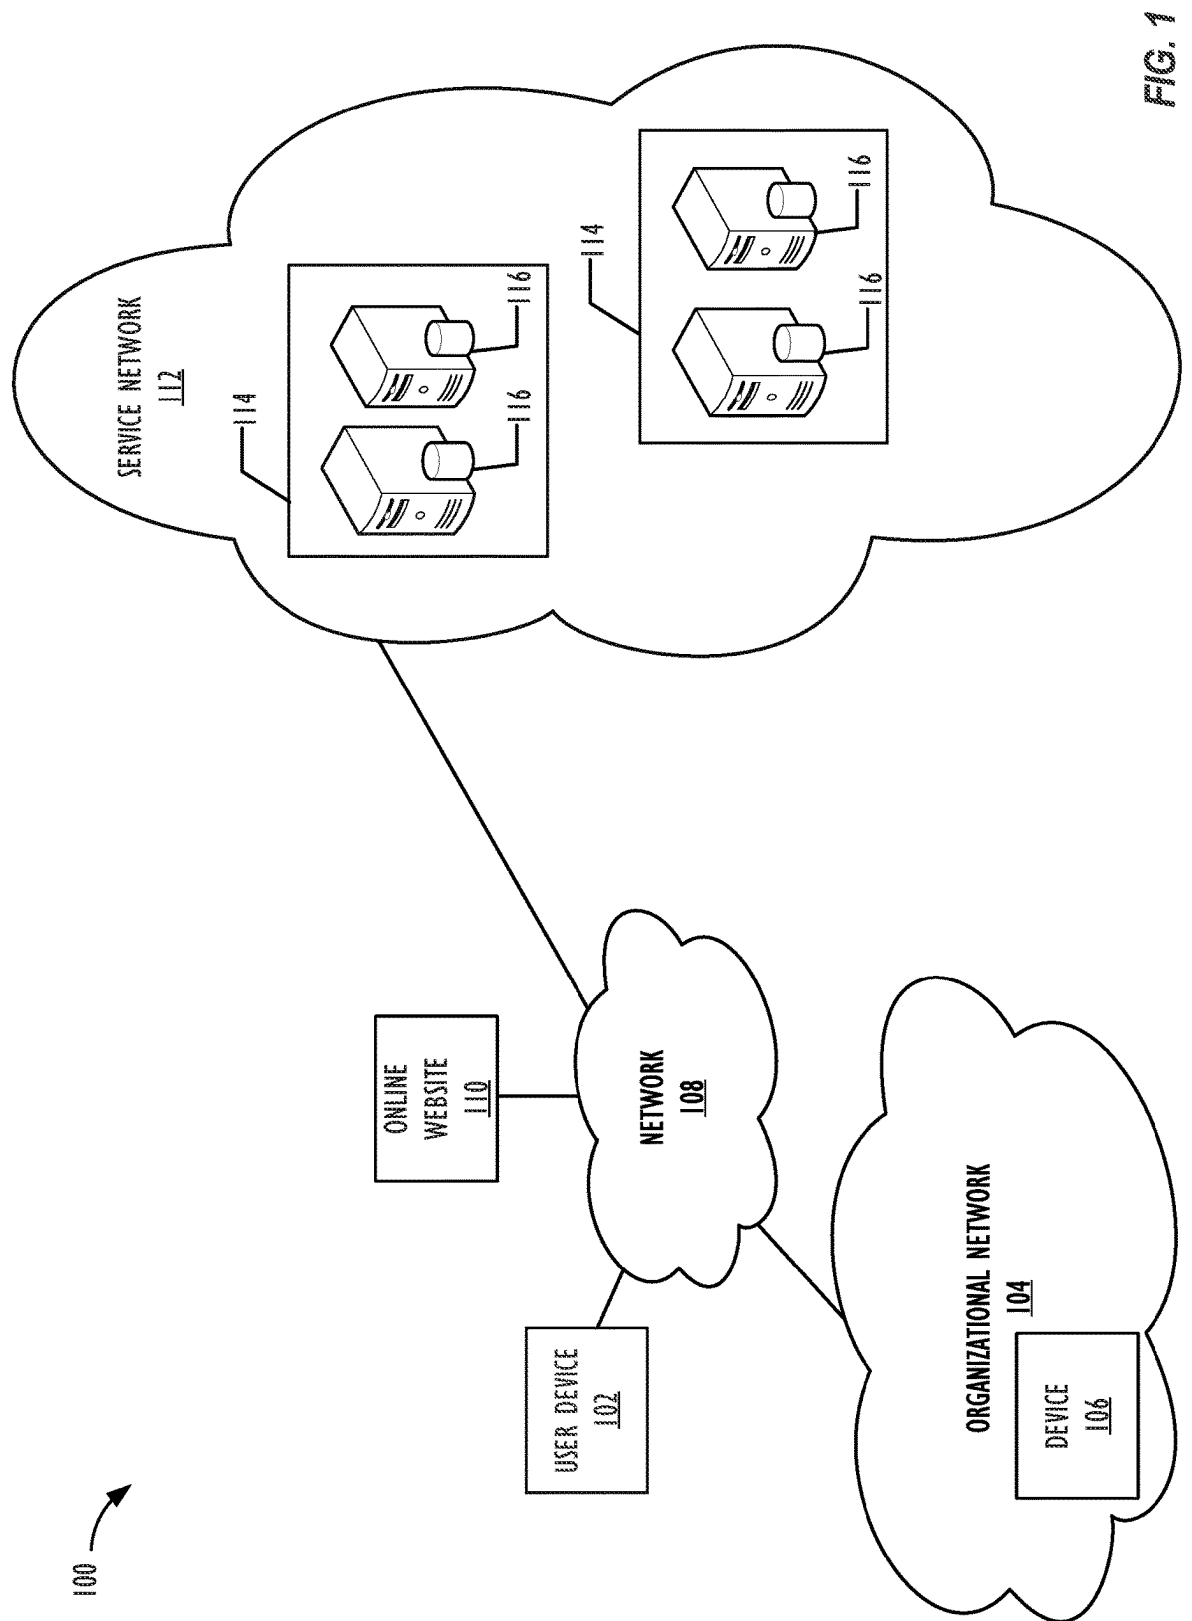 100
SERVICE NETWORK
112
114
116
116
114
116
116
ONLINE
WEBSITE
110
USER DEVICE
102
NETWORK
108
ORGANIZATIONAL NETWORK
104
DEVICE
106
FIG. 1